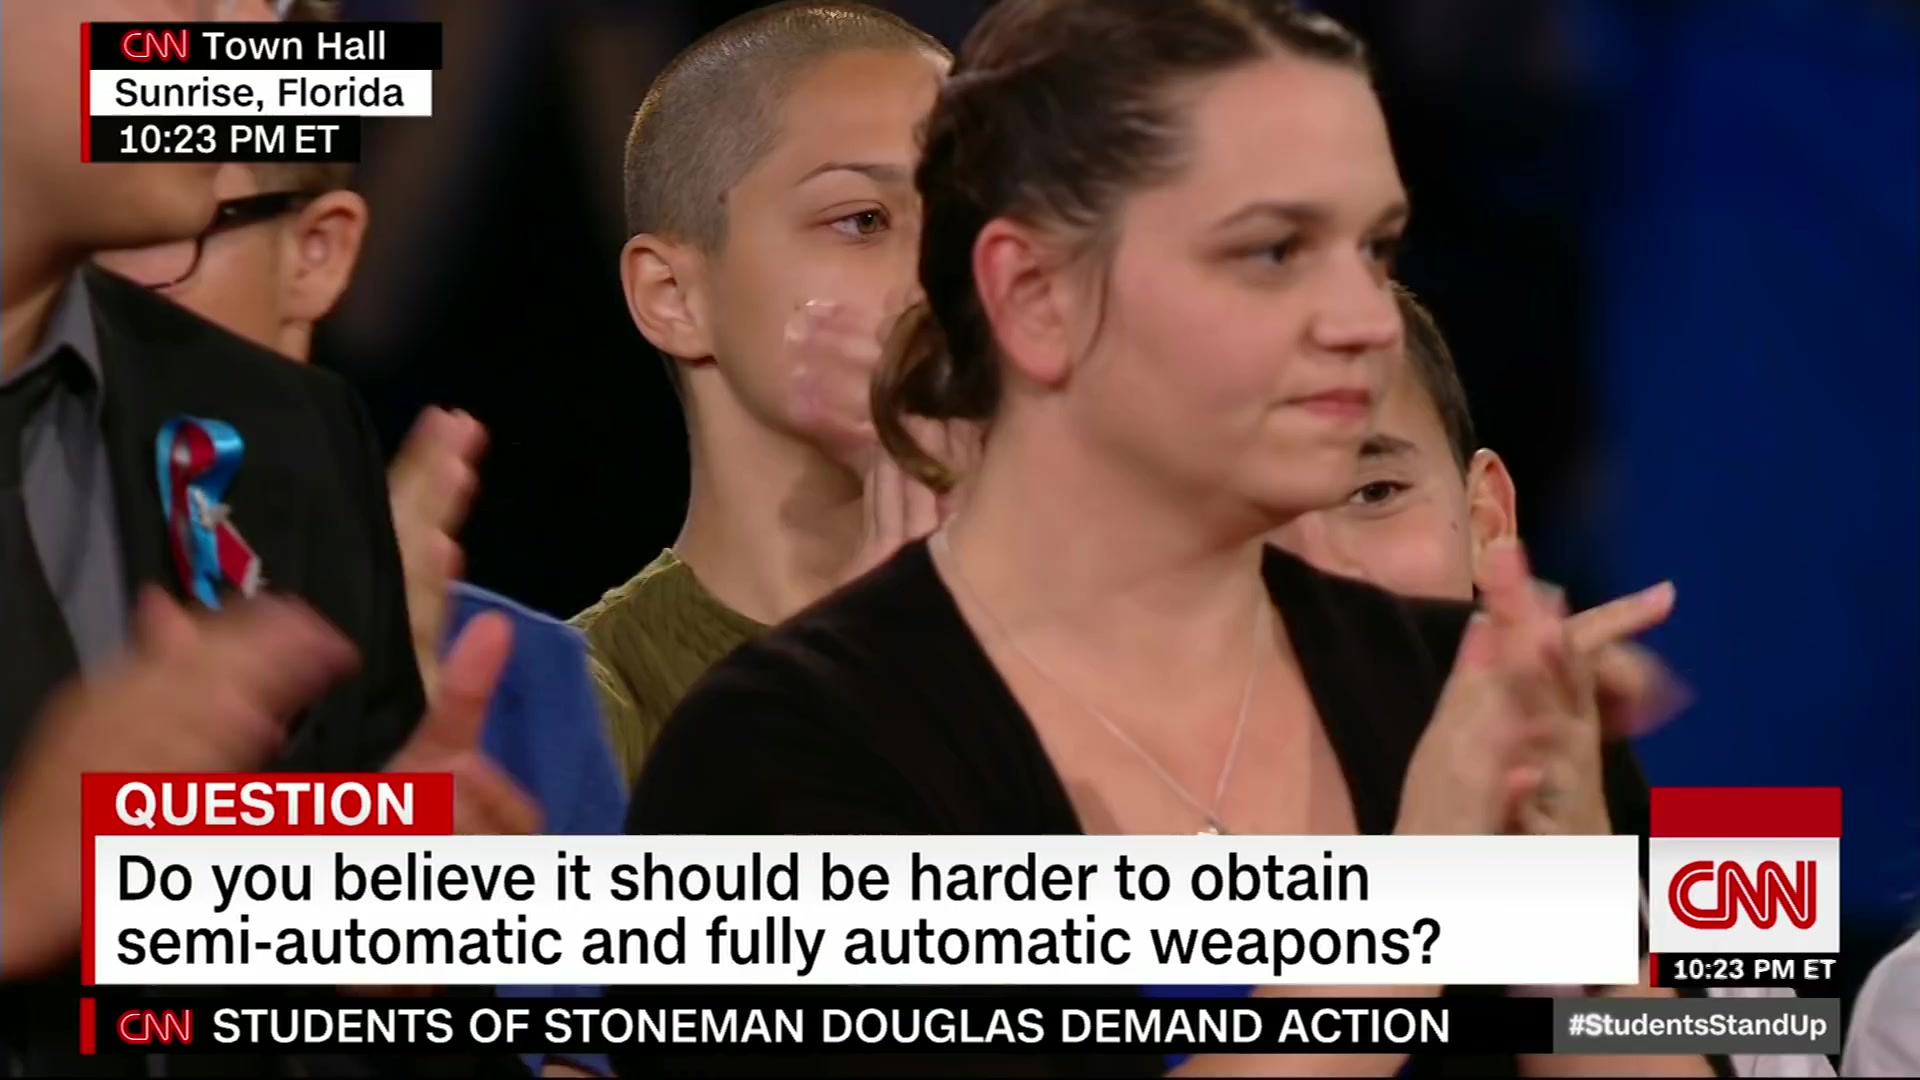 CNN Town Hall
Sunrise, Florida
10:23 PM ET
QUESTION
Do you believe it should be harder to obtain
semi-automatic and fully automatic weapons?
CNN
10:23 PM ET
CNN STUDENTS OF STONEMAN DOUGLAS DEMAND ACTION
#StudentsStandUp